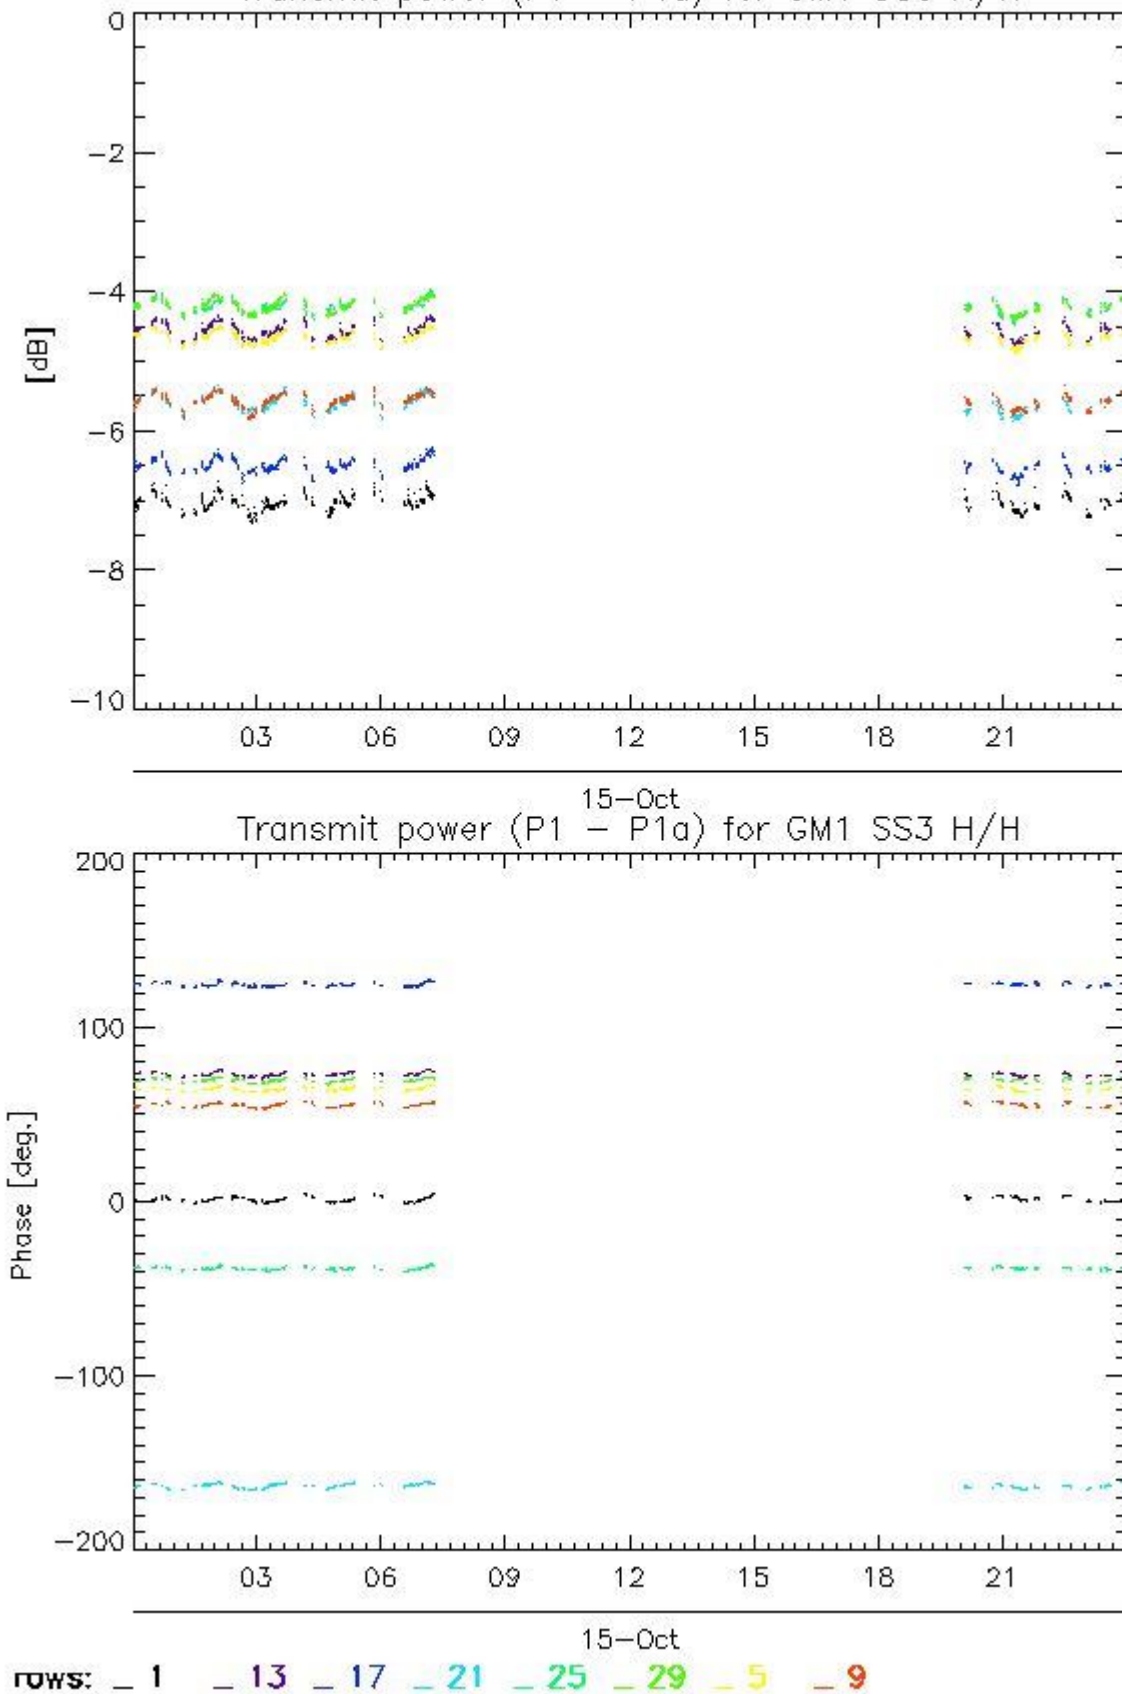 0
−2
−4
[dB]
−6
−8
−10
03 06 09 12 15 18 21
15−Oct
Transmit power (P1 − P1a) for GM1 SS3 H/H
200
100
Phase [deg.]
0
−100
−200
03 06 09 12 15 18 21
15−Oct
rows: _ 1 _ 13 _ 17 _ 21 _ 25 _ 29 _ 5 _ 9